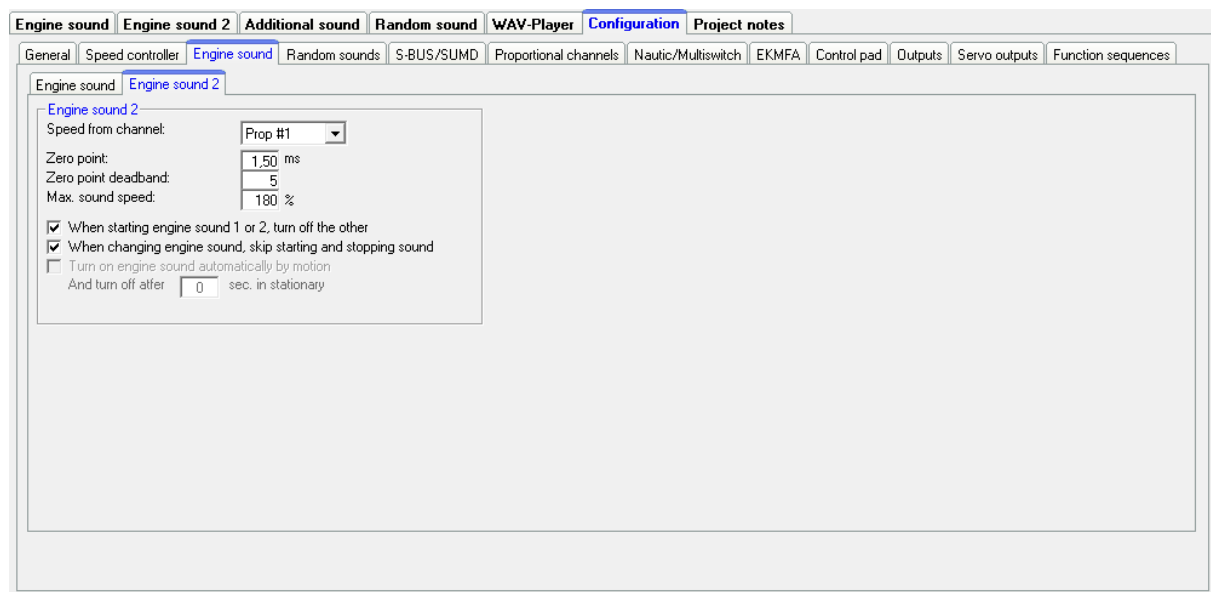 Engine sound Engine sound 2 Additional sound Random sound WAV-Player Configuration Project notes
General Speed controller Engine sound Random sounds S-BUS/SUMD Proportional channels Nautic/Multiswitch EKMFA Control pad Outputs Servo outputs Function sequences
Engine sound Engine sound 2
Engine sound 2
Speed from channel: Prop #1
Zero point: 1,50 ms
Zero point deadband: 5
Max. sound speed: 180 %
When starting engine sound 1 or 2, turn off the other
When changing engine sound, skip starting and stopping sound
Turn on engine sound automatically by motion
And turn off atfer 0 sec. in stationary